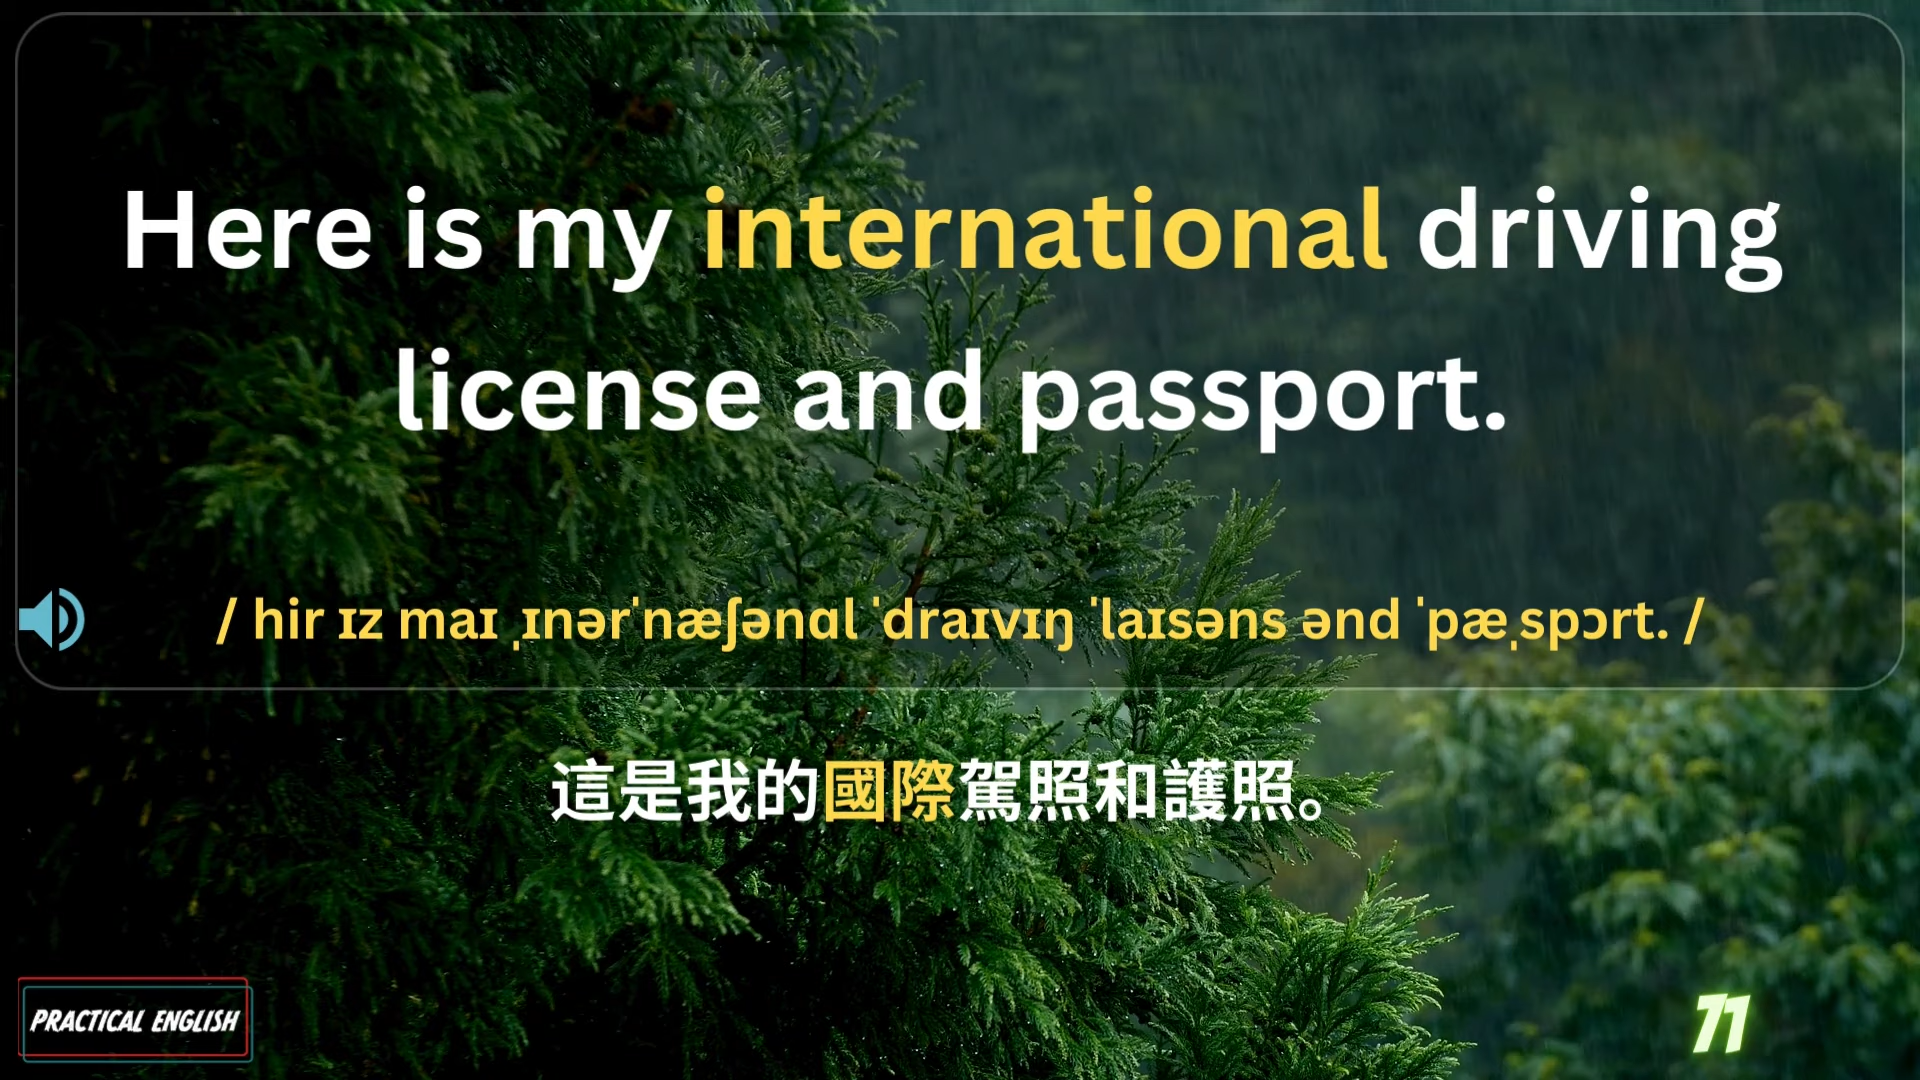 Here is my international driving
license and passport.
/ hir ɪz maɪ ˌɪnərˈnæʃənɑl ˈdraɪvɪŋ ˈlaɪsəns ənd ˈpæˌspɔrt. /
這是我的國際駕照和護照。
PRACTICAL ENGLISH
71